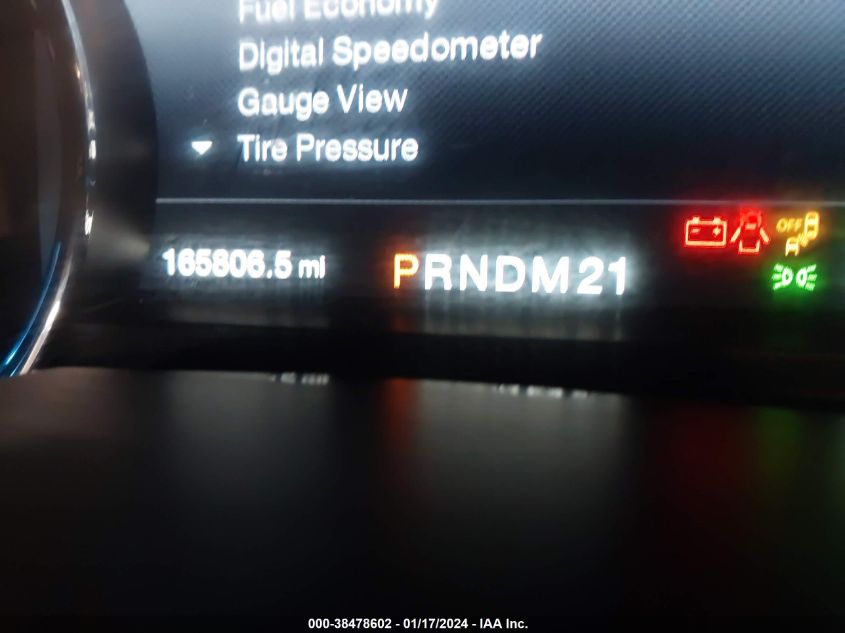 Fuel Economy
Digital Speedometer
Gauge View
Tire Pressure
165806.5 mi
PRNDM21
OFF
000-38478602 - 01/17/2024 - IAA Inc.